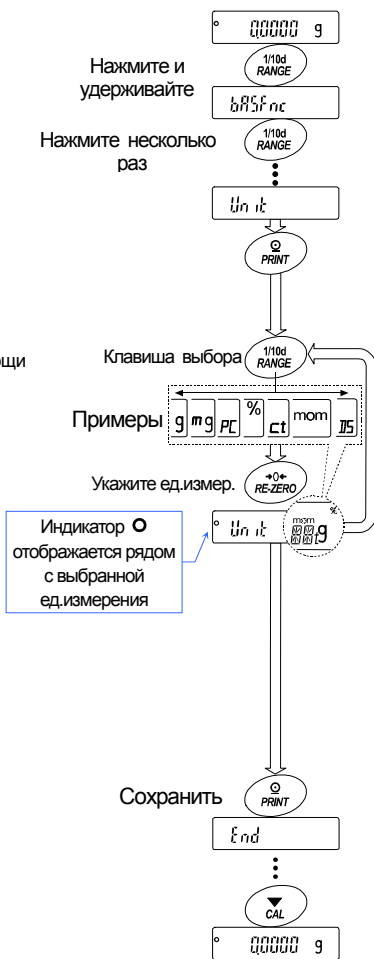 0.0000 g
Нажмите и
удерживайте
1/10d
RANGE
bASFnc
Нажмите несколько
раз
1/10d
RANGE
Unit
PRINT
ощи
Клавиша выбора
1/10d
RANGE
Примеры
g mg PC % ct mom DS
Укажите ед.измер.
→0←
RE-ZERO
Индикатор O
отображается рядом
с выбранной
ед.измерения
Unit
%
mom
g
Сохранить
PRINT
End
CAL
0.0000 g